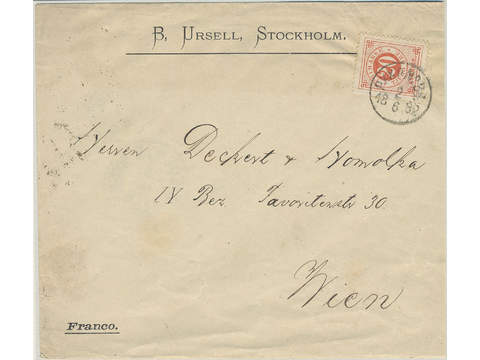 B. URSELL, STOCKHOLM.
Herren Deckert & Homolka
IV Bez. Favoritenstr 30.
Wien
Franco.